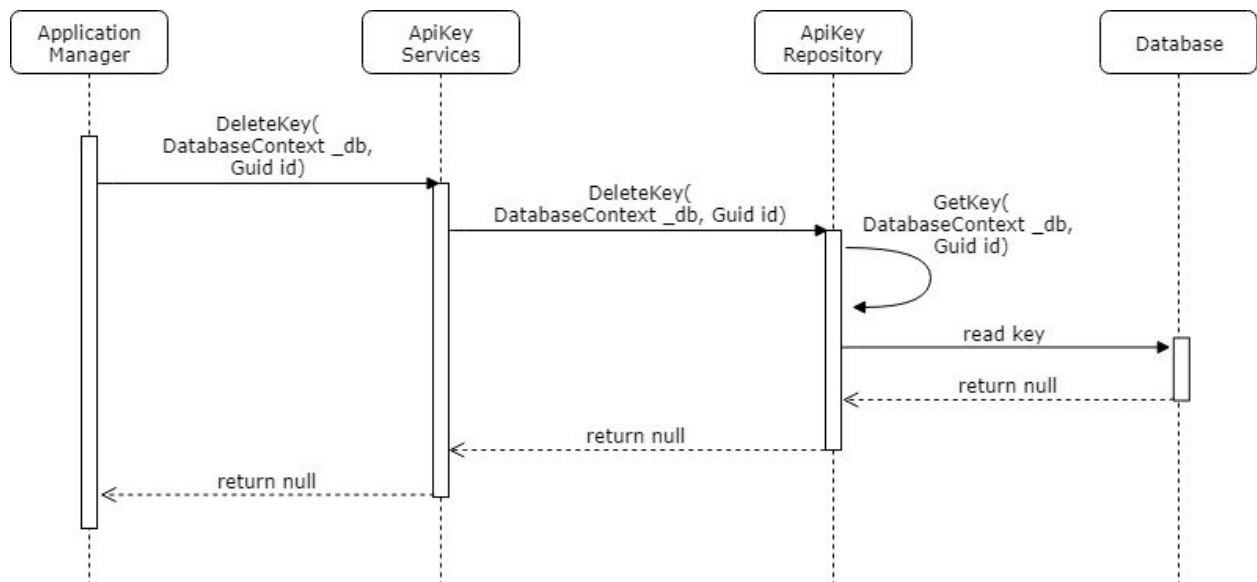 Application
Manager
ApiKey
Services
ApiKey
Repository
Database
DeleteKey(
DatabaseContext _db,
Guid id)
DeleteKey(
DatabaseContext _db, Guid id)
GetKey(
DatabaseContext _db,
Guid id)
read key
return null
return null
return null